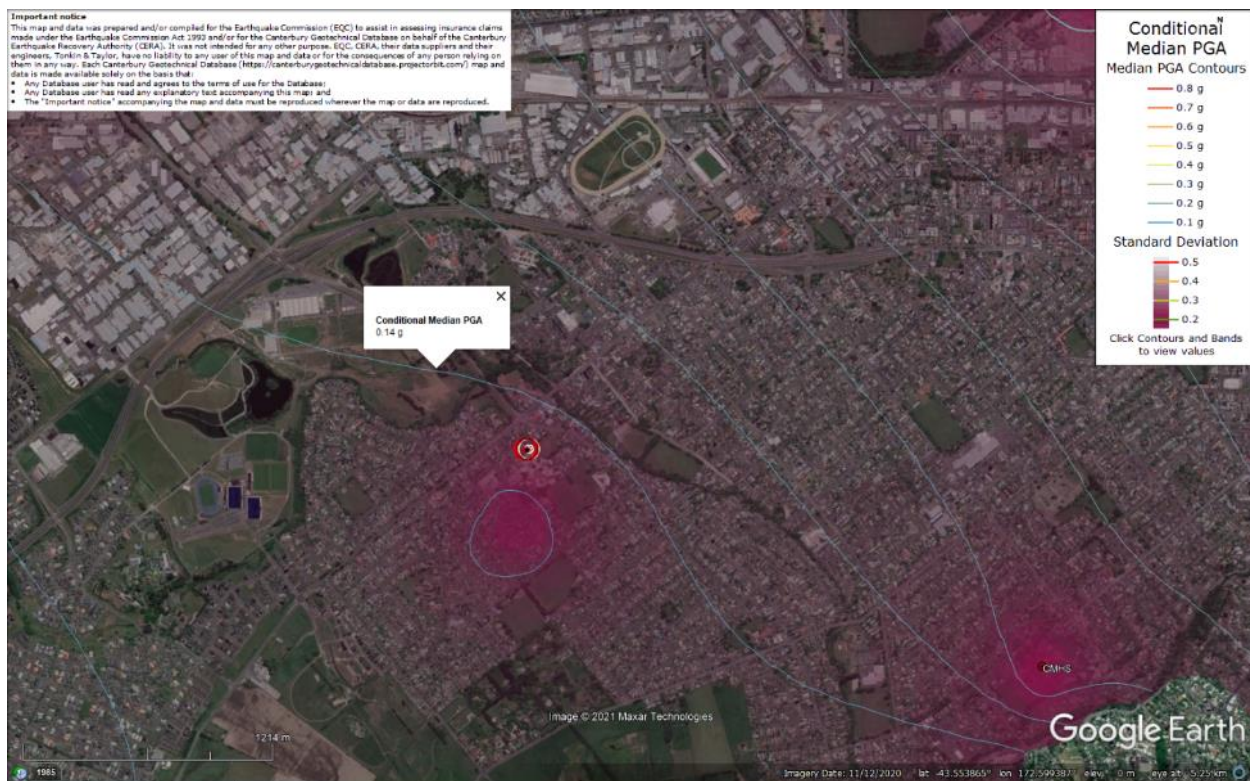 Important notice
This map and data was prepared and/or compiled for the Earthquake Commission (EQC) to assist in assessing insurance claims
made under the Earthquake Commission Act 1993 and/or for the Canterbury Geotechnical Database on behalf of the Canterbury
Earthquake Recovery Authority (CERA). It was not intended for any other purpose. EQC, CERA, their data suppliers and their
engineers, Tonkin & Taylor, have no liability to any user of this map and data or for the consequences of any person relying on
them in any way. Each Canterbury Geotechnical Database (https://canterburygeotechnicaldatabase.projectorbit.com/) map and
data is made available solely on the basis that:
• Any Database user has read and agrees to the terms of use for the Database;
• Any Database user has read any explanatory text accompanying this map; and
• The "Important notice" accompanying the map and data must be reproduced wherever the map or data are reproduced.
N
Conditional
Median PGA
Median PGA Contours
0.8 g
0.7 g
0.6 g
0.5 g
0.4 g
0.3 g
0.2 g
0.1 g
Standard Deviation
0.5
0.4
0.3
0.2
Click Contours and Bands
to view values
Conditional Median PGA
0.14 g
CMHS
Image © 2021 Maxar Technologies
Google Earth
1214 m
1985
Imagery Date: 11/12/2020 lat -43.553865° lon 172.599387° elev 0 m eye alt 5.25 km